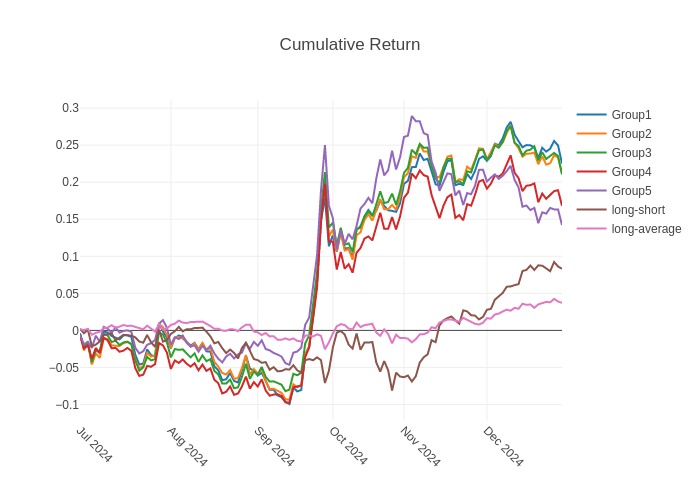 Cumulative Return
0.3
0.25
0.2
0.15
0.1
0.05
0
−0.05
−0.1
Jul 2024
Aug 2024
Sep 2024
Oct 2024
Nov 2024
Dec 2024
Group1
Group2
Group3
Group4
Group5
long-short
long-average